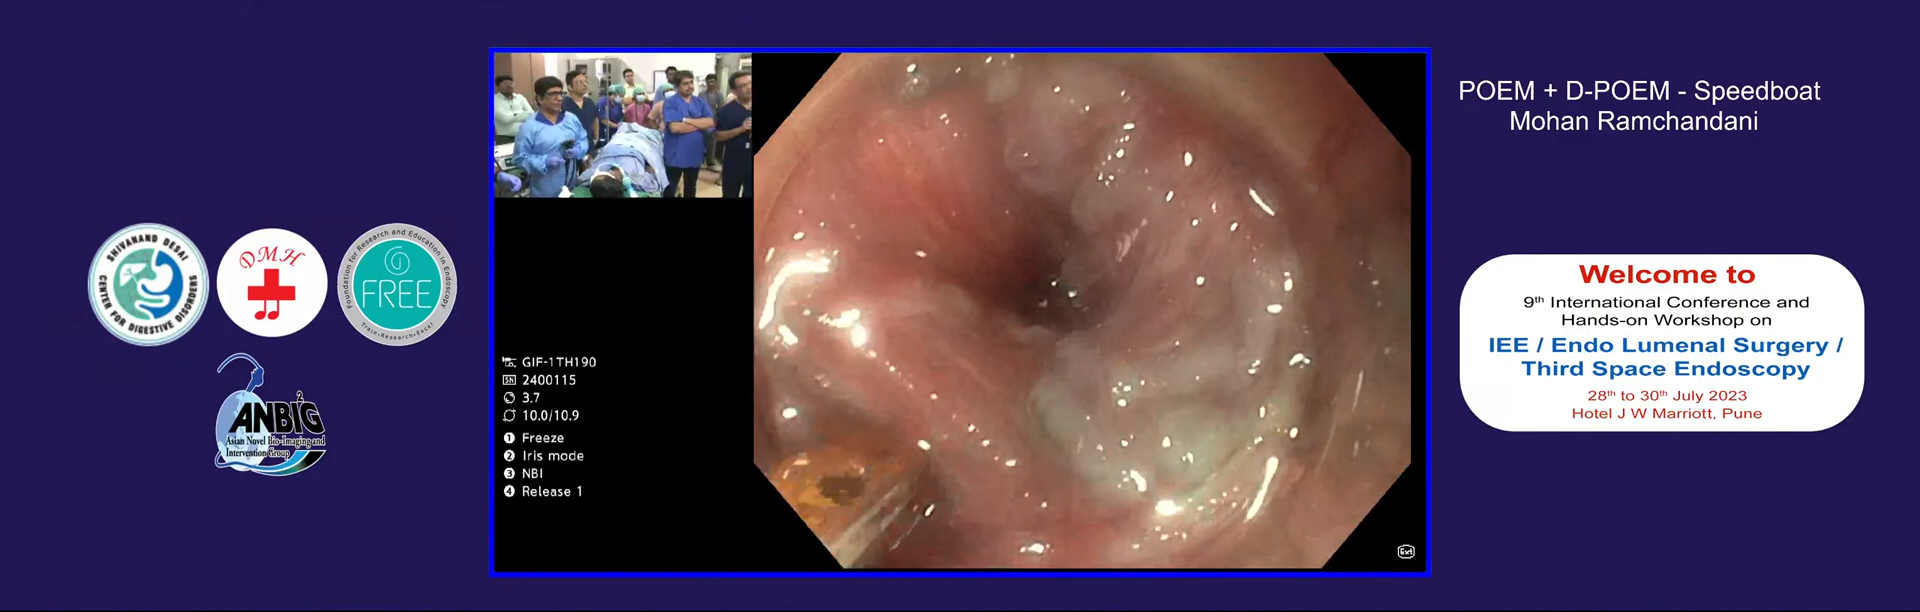 SHIVANAND DESAI
CENTER FOR DIGESTIVE DISORDERS
DMH
Foundation for Research and Education in Endoscopy
FREE
Train•Research•Excel
ANBI2G
Asian Novel Bio-Imaging and
Intervention Group
GIF-1TH190
SN 2400115
3.7
10.0/10.9
1 Freeze
2 Iris mode
3 NBI
4 Release 1
Ext
POEM + D-POEM - Speedboat
Mohan Ramchandani
Welcome to
9th International Conference and
Hands-on Workshop on
IEE / Endo Lumenal Surgery /
Third Space Endoscopy
28th to 30th July 2023
Hotel J W Marriott, Pune